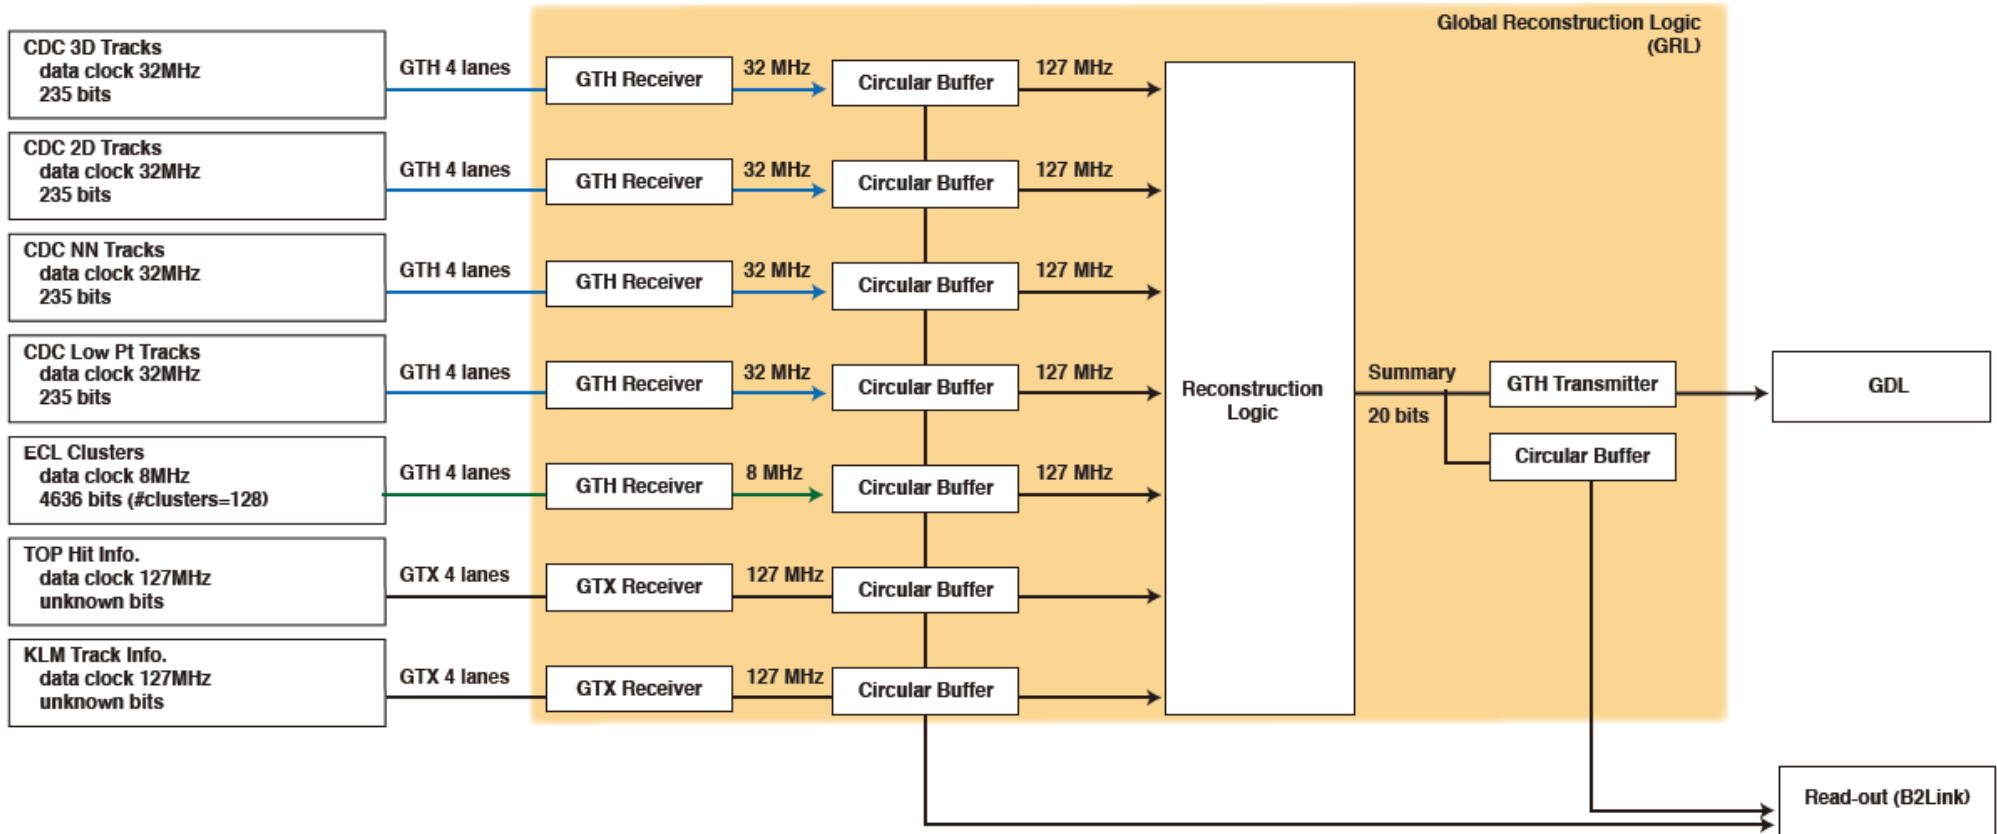 Global Reconstruction Logic
(GRL)
CDC 3D Tracks
data clock 32MHz
235 bits
GTH 4 lanes
GTH Receiver
32 MHz
Circular Buffer
127 MHz
CDC 2D Tracks
data clock 32MHz
235 bits
GTH 4 lanes
GTH Receiver
32 MHz
Circular Buffer
127 MHz
CDC NN Tracks
data clock 32MHz
235 bits
GTH 4 lanes
GTH Receiver
32 MHz
Circular Buffer
127 MHz
CDC Low Pt Tracks
data clock 32MHz
235 bits
GTH 4 lanes
GTH Receiver
32 MHz
Circular Buffer
127 MHz
ECL Clusters
data clock 8MHz
4636 bits (#clusters=128)
GTH 4 lanes
GTH Receiver
8 MHz
Circular Buffer
127 MHz
TOP Hit Info.
data clock 127MHz
unknown bits
GTX 4 lanes
GTX Receiver
127 MHz
Circular Buffer
KLM Track Info.
data clock 127MHz
unknown bits
GTX 4 lanes
GTX Receiver
127 MHz
Circular Buffer
Reconstruction
Logic
Summary
20 bits
GTH Transmitter
Circular Buffer
GDL
Read-out (B2Link)